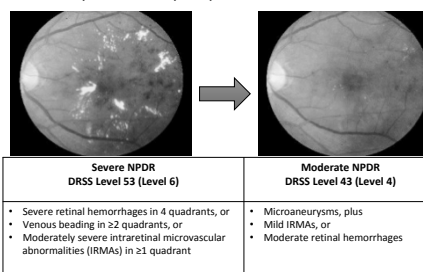 Severe NPDR
DRSS Level 53 (Level 6)
Moderate NPDR
DRSS Level 43 (Level 4)
• Severe retinal hemorrhages in 4 quadrants, or
• Venous beading in ≥2 quadrants, or
• Moderately severe intraretinal microvascular
abnormalities (IRMAs) in ≥1 quadrant
• Microaneurysms, plus
• Mild IRMAs, or
• Moderate retinal hemorrhages